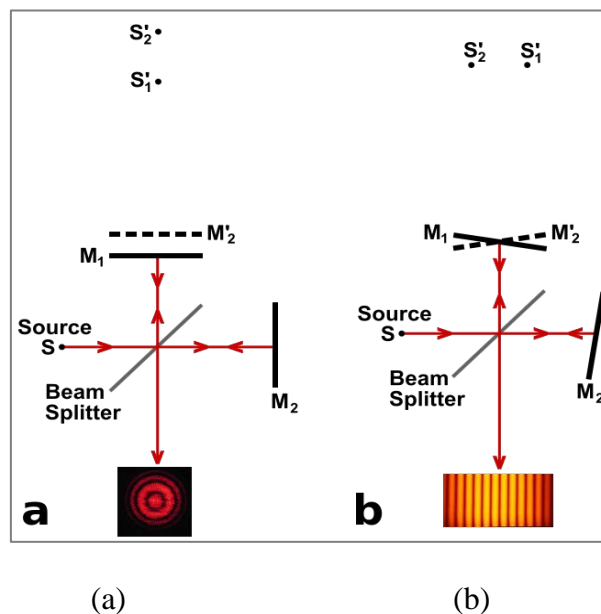 S'2
S'1
M'2
M1
Source
S
Beam
Splitter
M2
a
S'2 S'1
M1 M'2
Source
S
Beam
Splitter
M2
b
(a) (b)